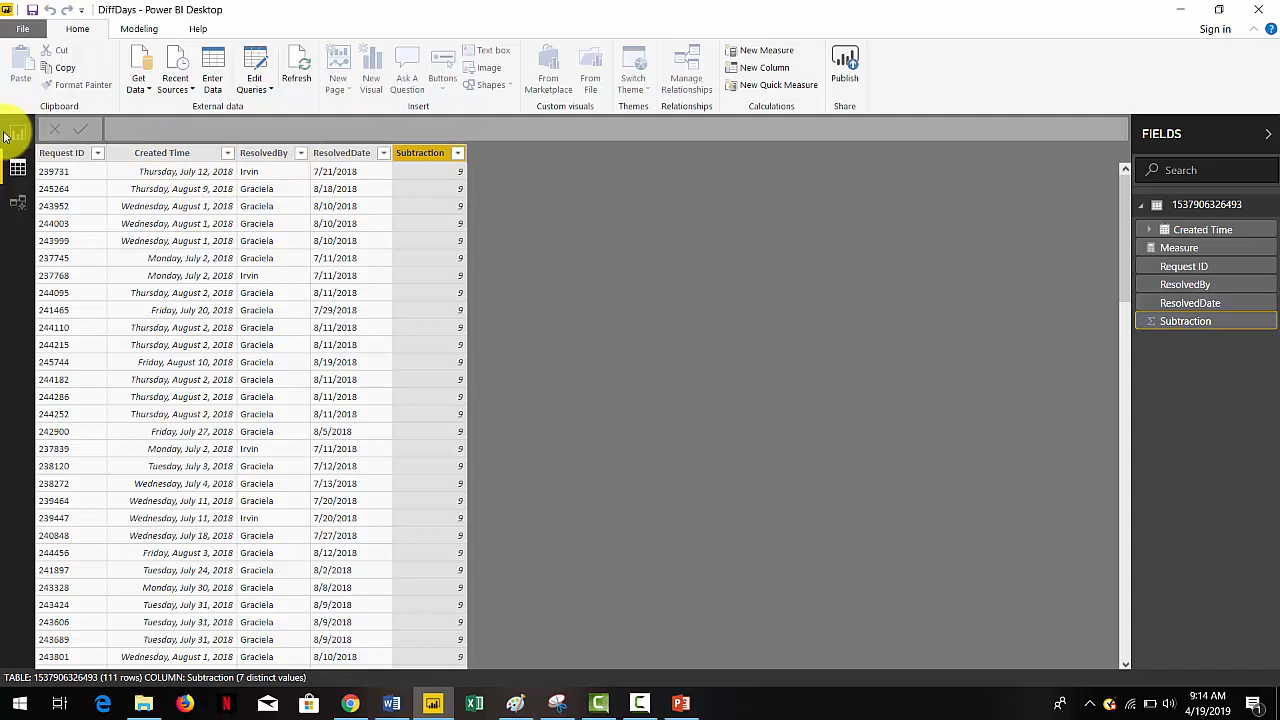 DiffDays - Power BI Desktop
File Home Modeling Help Sign in
Paste Cut Copy Format Painter
Clipboard
Get Data Recent Sources Enter Data Edit Queries Refresh
External data
New Page New Visual Ask A Question Buttons Text box Image Shapes
Insert
From Marketplace From File
Custom visuals
Switch Theme
Themes
Manage Relationships
Relationships
New Measure
New Column
New Quick Measure
Calculations
Publish
Share
Request ID Created Time ResolvedBy ResolvedDate Subtraction
239731 Thursday, July 12, 2018 Irvin 7/21/2018 9
245264 Thursday, August 9, 2018 Graciela 8/18/2018 9
243952 Wednesday, August 1, 2018 Graciela 8/10/2018 9
244003 Wednesday, August 1, 2018 Graciela 8/10/2018 9
243999 Wednesday, August 1, 2018 Graciela 8/10/2018 9
237745 Monday, July 2, 2018 Graciela 7/11/2018 9
237768 Monday, July 2, 2018 Irvin 7/11/2018 9
244095 Thursday, August 2, 2018 Graciela 8/11/2018 9
241465 Friday, July 20, 2018 Graciela 7/29/2018 9
244110 Thursday, August 2, 2018 Graciela 8/11/2018 9
244215 Thursday, August 2, 2018 Graciela 8/11/2018 9
245744 Friday, August 10, 2018 Graciela 8/19/2018 9
244182 Thursday, August 2, 2018 Graciela 8/11/2018 9
244286 Thursday, August 2, 2018 Graciela 8/11/2018 9
244252 Thursday, August 2, 2018 Graciela 8/11/2018 9
242900 Friday, July 27, 2018 Graciela 8/5/2018 9
237839 Monday, July 2, 2018 Irvin 7/11/2018 9
238120 Tuesday, July 3, 2018 Graciela 7/12/2018 9
238272 Wednesday, July 4, 2018 Graciela 7/13/2018 9
239464 Wednesday, July 11, 2018 Graciela 7/20/2018 9
239447 Wednesday, July 11, 2018 Irvin 7/20/2018 9
240848 Wednesday, July 18, 2018 Graciela 7/27/2018 9
244456 Friday, August 3, 2018 Graciela 8/12/2018 9
241897 Tuesday, July 24, 2018 Graciela 8/2/2018 9
243328 Monday, July 30, 2018 Graciela 8/8/2018 9
243424 Tuesday, July 31, 2018 Graciela 8/9/2018 9
243606 Tuesday, July 31, 2018 Graciela 8/9/2018 9
243689 Tuesday, July 31, 2018 Graciela 8/9/2018 9
243801 Wednesday, August 1, 2018 Graciela 8/10/2018 9
FIELDS
Search
1537906326493
Created Time
Measure
Request ID
ResolvedBy
ResolvedDate
Σ Subtraction
TABLE: 1537906326493 (111 rows) COLUMN: Subtraction (7 distinct values)
9:14 AM
4/19/2019